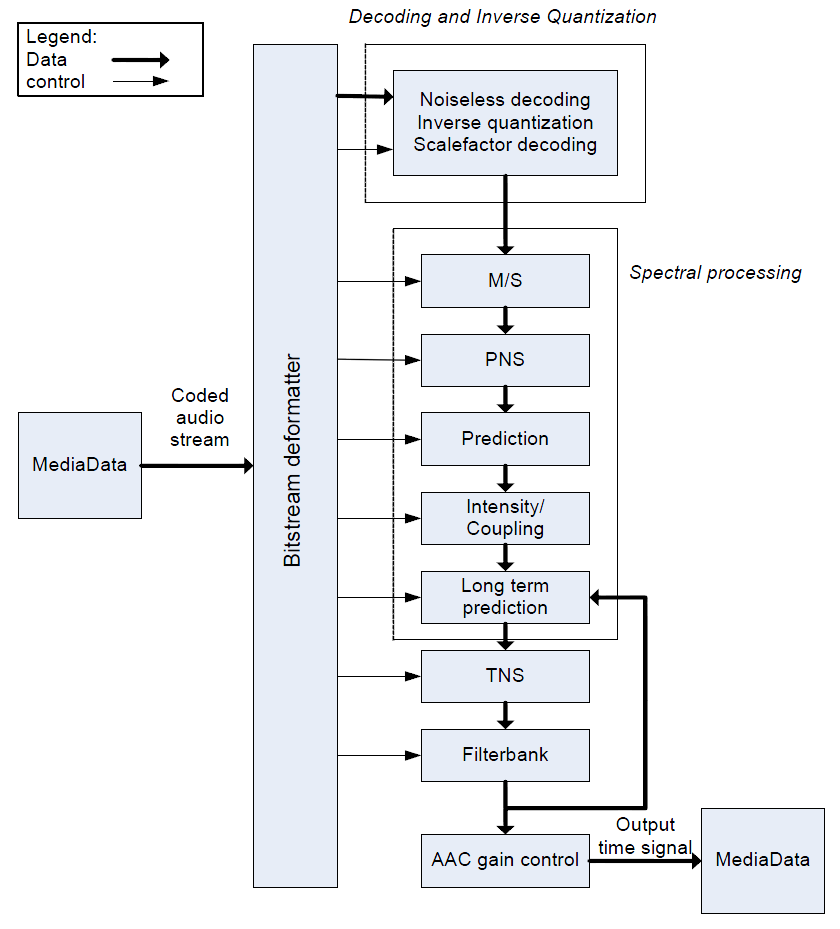 Decoding and Inverse Quantization
Legend:
Data
control
Noiseless decoding
Inverse quantization
Scalefactor decoding
Spectral processing
M/S
PNS
Coded
audio
stream
MediaData
Bitstream deformatter
Prediction
Intensity/
Coupling
Long term
prediction
TNS
Filterbank
AAC gain control
Output
time signal
MediaData